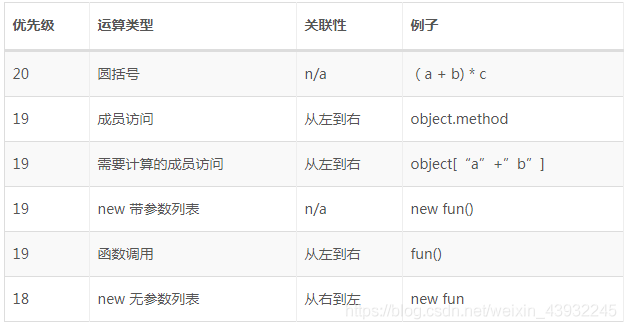 优先级 运算类型 关联性 例子
20 圆括号 n/a ( a + b) * c
19 成员访问 从左到右 object.method
19 需要计算的成员访问 从左到右 object[“a”+”b”]
19 new 带参数列表 n/a new fun()
19 函数调用 从左到右 fun()
18 new 无参数列表 从右到左 new fun
https://blog.csdn.net/weixin_43932245